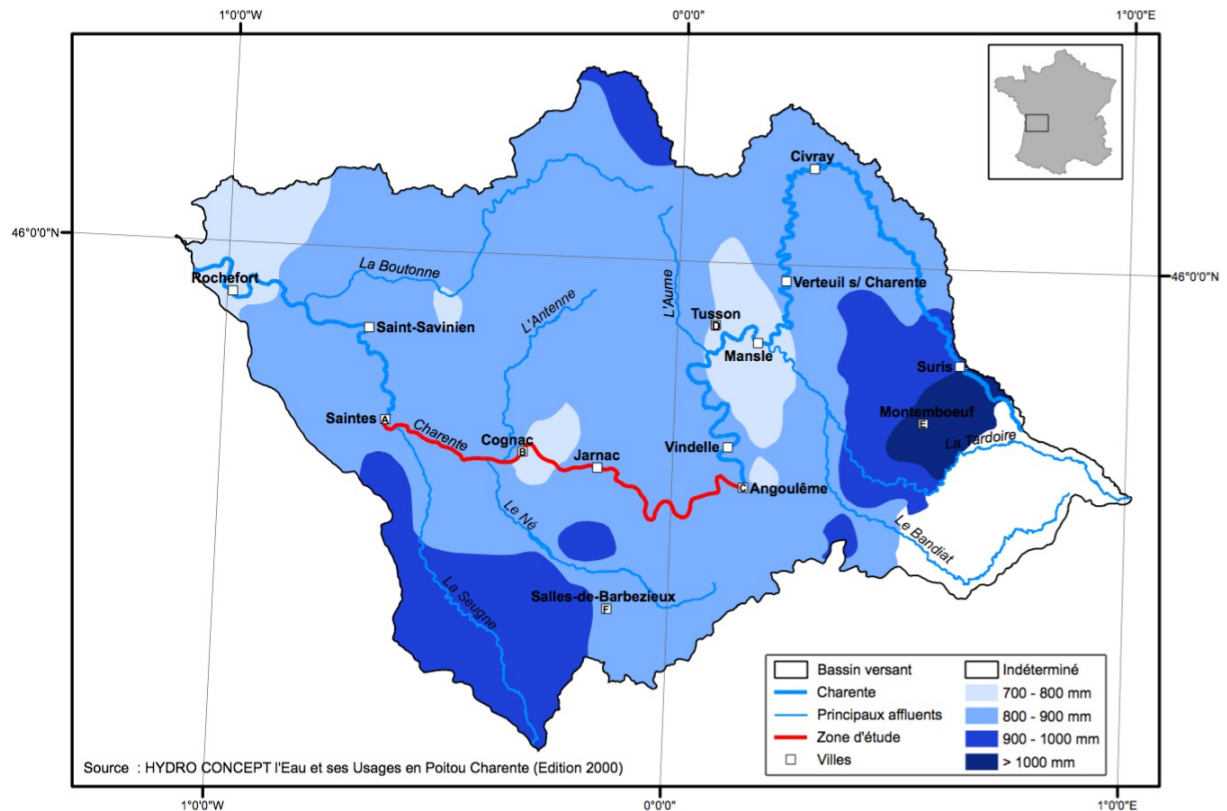 1°0'0"W
0°0'0"
1°0'0"E
Civray
46°0'0"N
46°0'0"N
La Boutonne
Rochefort
L'Aume
Verteuil s/ Charente
L'Antenne
Tusson
D
Saint-Savinien
Mansle
Suris
Montemboeuf
E
Saintes
A
Charente
Cognac
B
La Tardoire
Jarnac
Vindelle
C
Angoulême
Le Né
Le Bandiat
La Seugne
Salles-de-Barbezieux
F
Bassin versant
Charente
Principaux affluents
Zone d'étude
Villes
Indéterminé
700 - 800 mm
800 - 900 mm
900 - 1000 mm
> 1000 mm
Source : HYDRO CONCEPT l'Eau et ses Usages en Poitou Charente (Edition 2000)
1°0'0"W
0°0'0"
1°0'0"E